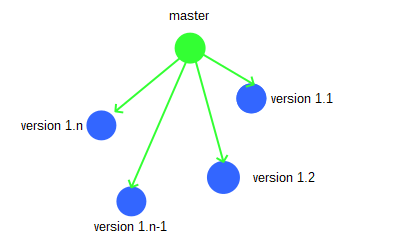 master
version 1.1
version 1.n
version 1.2
version 1.n-1